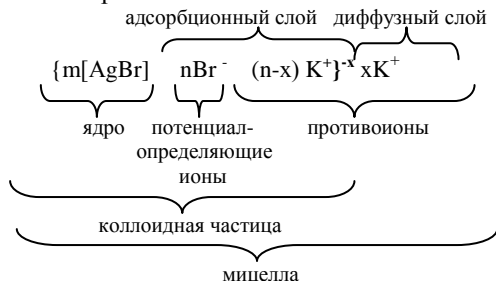 адсорбционный слой диффузный слой
{m[AgBr] nBr⁻ (n-x) K⁺}⁻ˣ xK⁺
ядро потенциал- противоионы
определяющие
ионы
коллоидная частица
мицелла